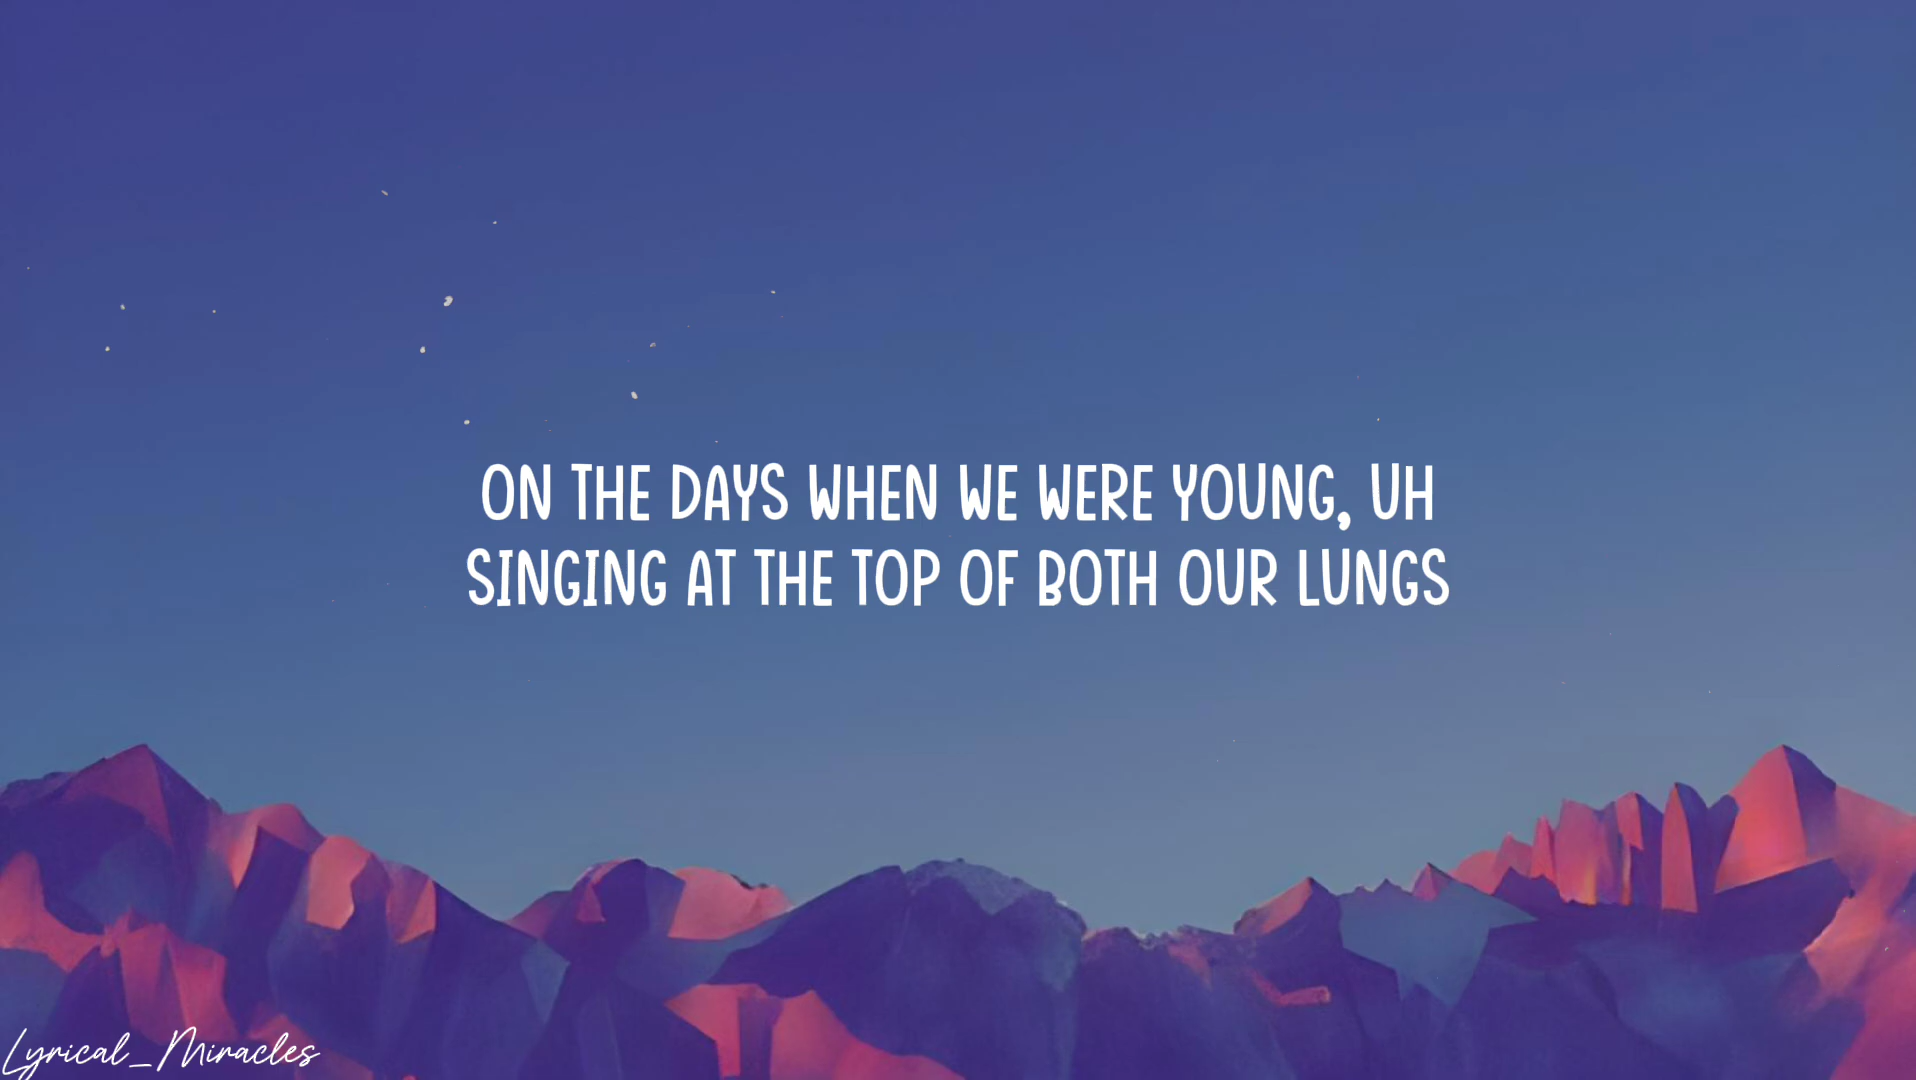 ON THE DAYS WHEN WE WERE YOUNG, UH
SINGING AT THE TOP OF BOTH OUR LUNGS
Lyrical_Miracles